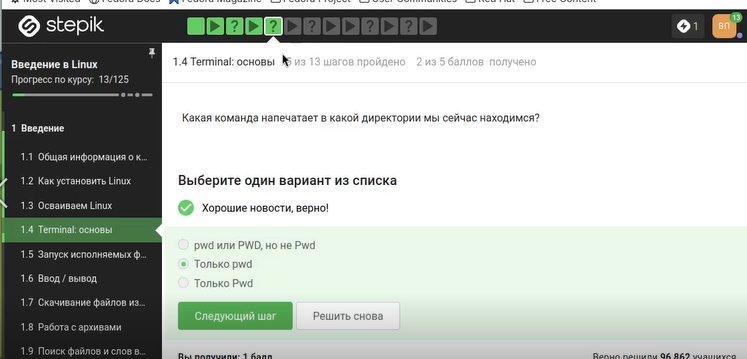 Most Visited Fedora Docs Fedora Magazine Fedora Project User Communities Red Hat Free Content
stepik
1
ВП
13
Введение в Linux
Прогресс по курсу: 13/125
1.4 Terminal: основы
из 13 шагов пройдено 2 из 5 баллов получено
1 Введение
1.1 Общая информация о к...
1.2 Как установить Linux
1.3 Осваиваем Linux
1.4 Terminal: основы
1.5 Запуск исполняемых ф...
1.6 Ввод / вывод
1.7 Скачивание файлов из...
1.8 Работа с архивами
1.9 Поиск файлов и слов в...
Какая команда напечатает в какой директории мы сейчас находимся?
Выберите один вариант из списка
Хорошие новости, верно!
pwd или PWD, но не Pwd
Только pwd
Только Pwd
Следующий шаг
Решить снова
Вы получили: 1 балл
Верно решили 96 862 учащихся